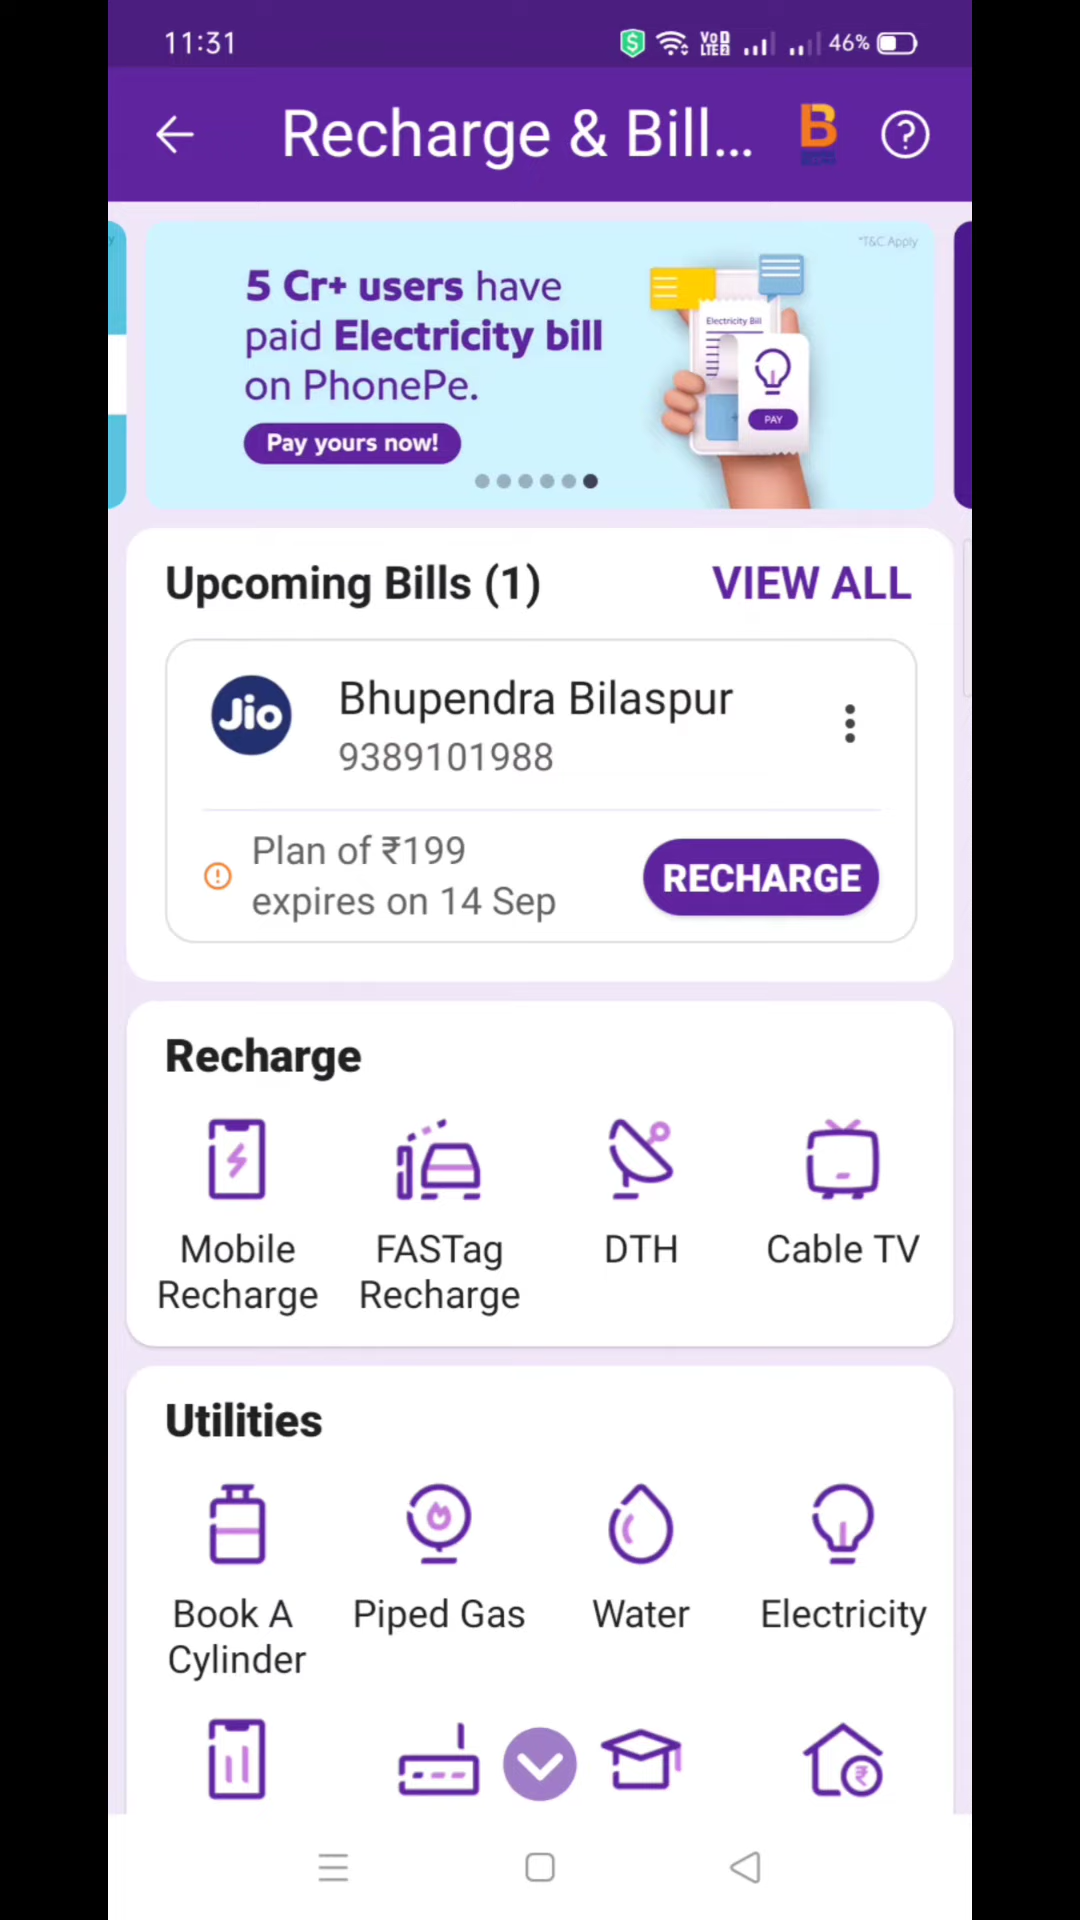 11:31
46%
Recharge & Bill...
B
*T&C Apply
5 Cr+ users have
paid Electricity bill
on PhonePe.
Pay yours now!
Electricity Bill
PAY
Upcoming Bills (1)
VIEW ALL
Jio
Bhupendra Bilaspur
9389101988
Plan of ₹199
expires on 14 Sep
RECHARGE
Recharge
Mobile
Recharge
FASTag
Recharge
DTH
Cable TV
Utilities
Book A
Cylinder
Piped Gas
Water
Electricity